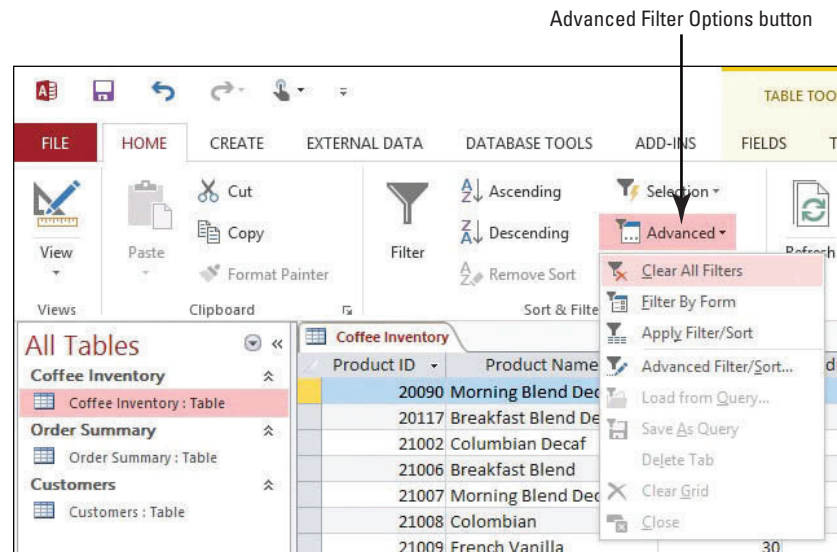 Advanced Filter Options button
TABLE TOO
FILE HOME CREATE EXTERNAL DATA DATABASE TOOLS ADD-INS FIELDS T
View
Views
Paste
Cut
Copy
Format Painter
Clipboard
Filter
Ascending
Descending
Remove Sort
Sort & Filte
Selection
Advanced
Refresh
Clear All Filters
Filter By Form
Apply Filter/Sort
Advanced Filter/Sort...
Load from Query...
Save As Query
Delete Tab
Clear Grid
Close
All Tables
Coffee Inventory
Coffee Inventory : Table
Order Summary
Order Summary : Table
Customers
Customers : Table
Coffee Inventory
Product ID Product Name d
20090 Morning Blend Dec
20117 Breakfast Blend De
21002 Columbian Decaf
21006 Breakfast Blend
21007 Morning Blend Dec
21008 Colombian
21009 French Vanilla 30